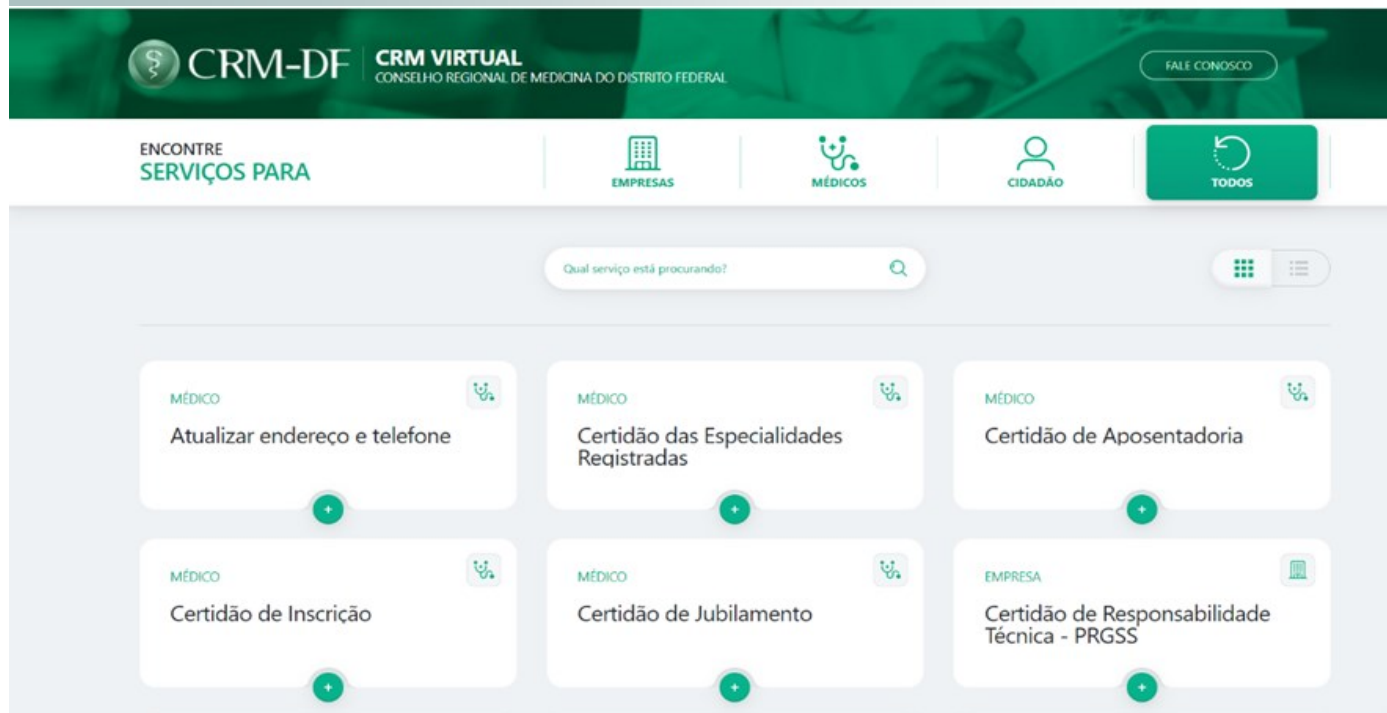 CRM-DF
CRM VIRTUAL
CONSELHO REGIONAL DE MEDICINA DO DISTRITO FEDERAL
FALE CONOSCO
ENCONTRE
SERVIÇOS PARA
EMPRESAS
MÉDICOS
CIDADÃO
TODOS
Qual serviço está procurando?
MÉDICO
Atualizar endereço e telefone
MÉDICO
Certidão das Especialidades
Registradas
MÉDICO
Certidão de Aposentadoria
MÉDICO
Certidão de Inscrição
MÉDICO
Certidão de Jubilamento
EMPRESA
Certidão de Responsabilidade
Técnica - PRGSS